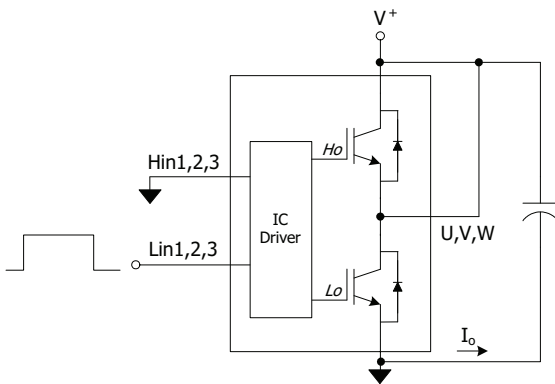 V+
Hin1,2,3
Ho
IC
Driver
U,V,W
Lin1,2,3
Lo
Io